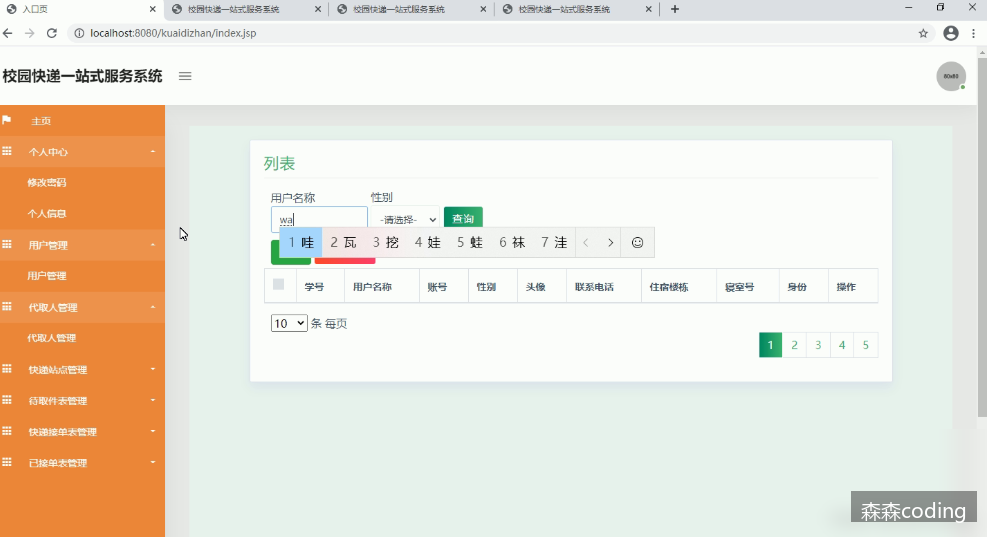 入口页
校园快递一站式服务系统
校园快递一站式服务系统
校园快递一站式服务系统
localhost:8080/kuaidizhan/index.jsp
校园快递一站式服务系统
60x60
主页
个人中心
修改密码
个人信息
用户管理
用户管理
代取人管理
代取人管理
快递站点管理
待取件表管理
快递接单表管理
已接单表管理
列表
用户名称 性别
wa -请选择- 查询
1 哇 2 瓦 3 挖 4 娃 5 蛙 6 袜 7 洼
学号 用户名称 账号 性别 头像 联系电话 住宿楼栋 寝室号 身份 操作
10 条 每页
1 2 3 4 5
森森coding